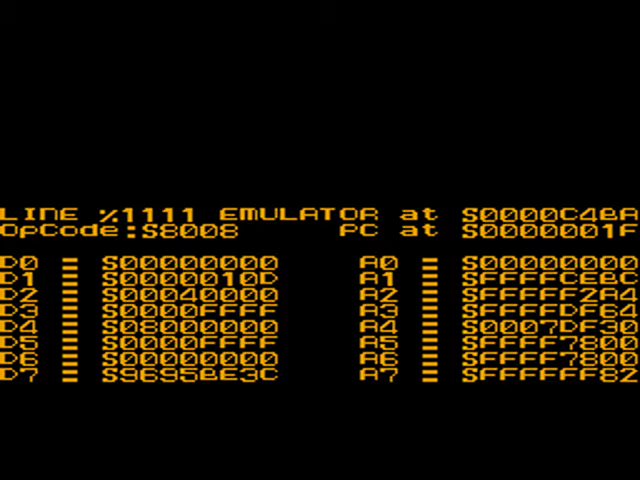 LINE %1111 EMULATOR at $0000C4BA
OpCode:$8008 PC at $0000001F
D0 = $00000000 A0 = $00000000
D1 = $0000010D A1 = $FFFFCEBC
D2 = $00040000 A2 = $FFFFF2A4
D3 = $0000FFFF A3 = $FFFFDF64
D4 = $08000000 A4 = $0007DF30
D5 = $0000FFFF A5 = $FFFF7800
D6 = $00000000 A6 = $FFFF7800
D7 = $9695BE3C A7 = $FFFFFF82